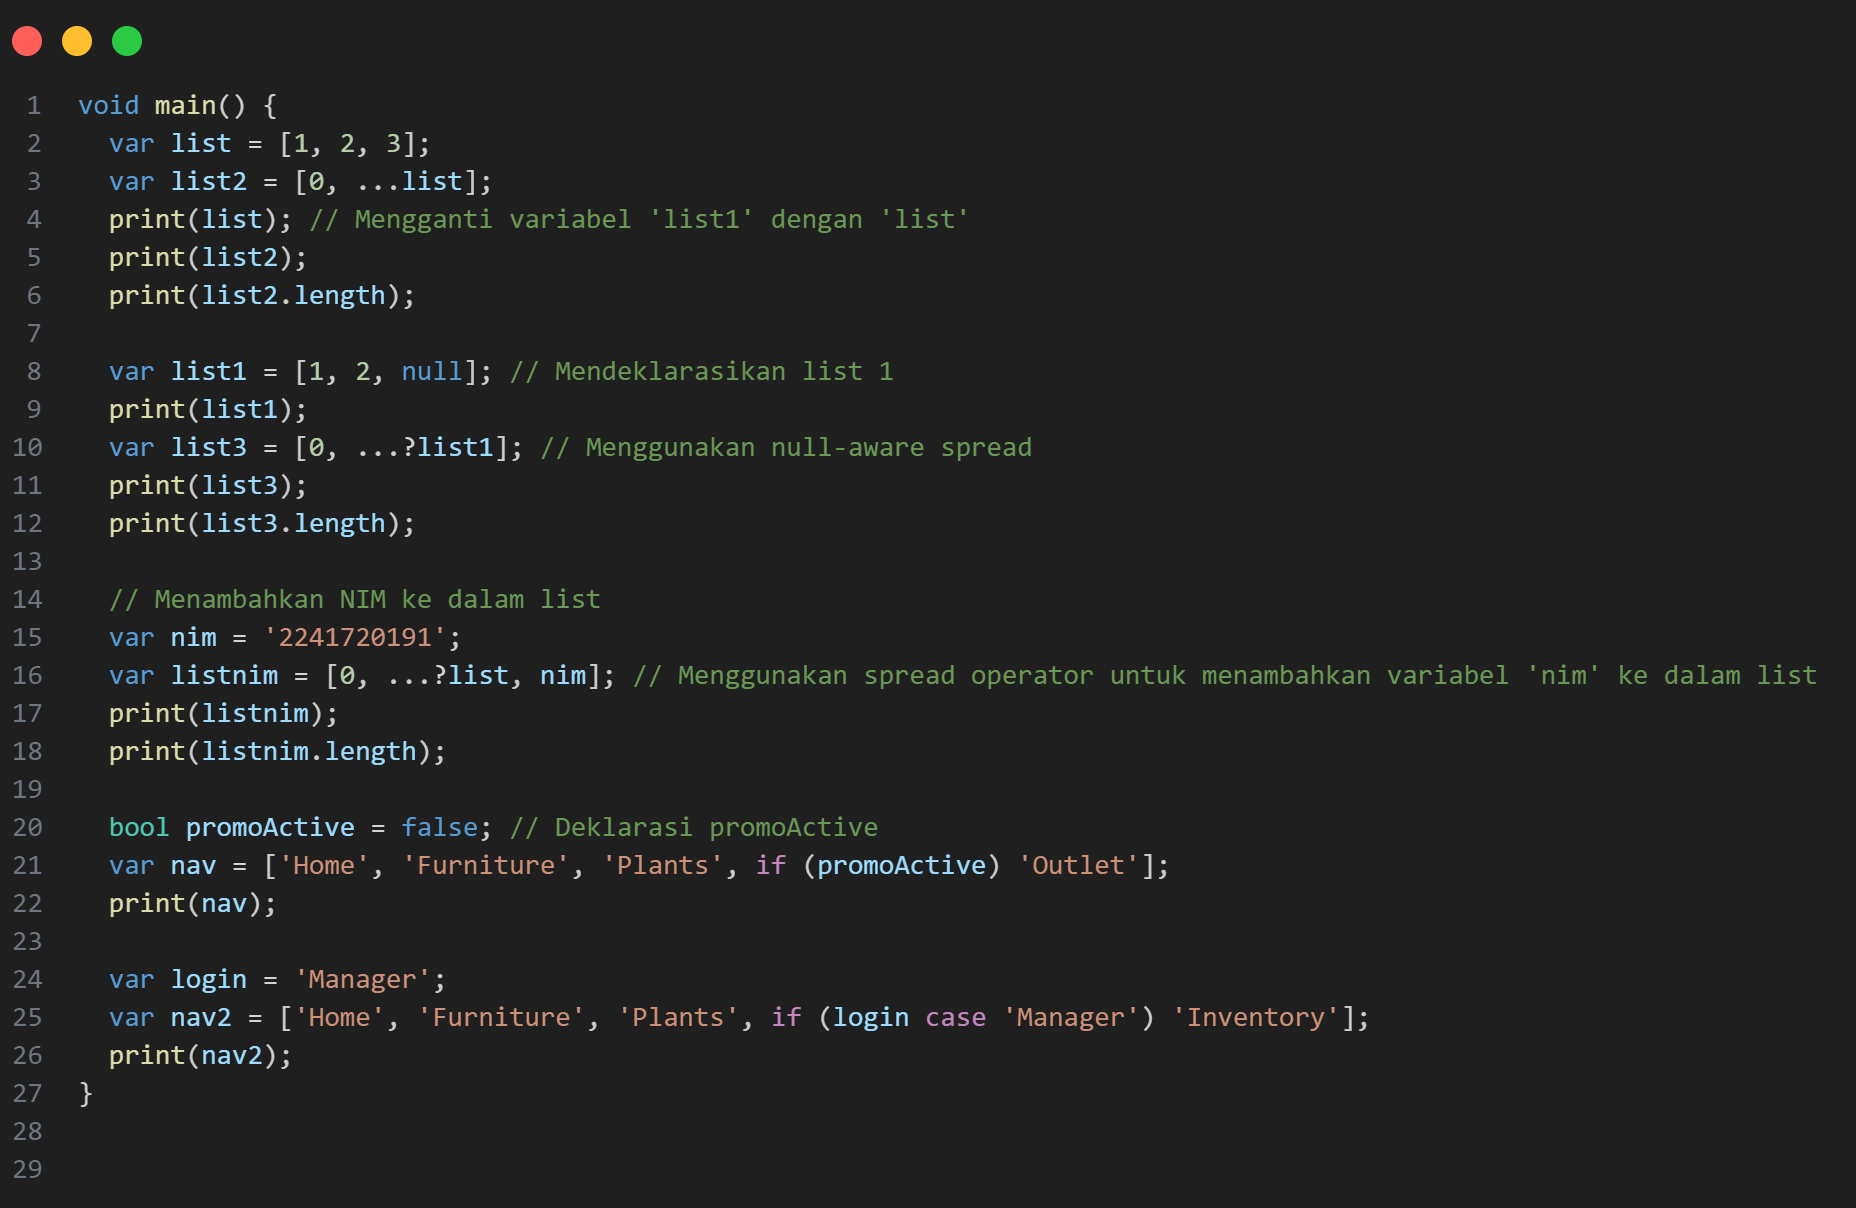 1 void main() {
2   var list = [1, 2, 3];
3   var list2 = [0, ...list];
4   print(list); // Mengganti variabel 'list1' dengan 'list'
5   print(list2);
6   print(list2.length);
7
8   var list1 = [1, 2, null]; // Mendeklarasikan list 1
9   print(list1);
10   var list3 = [0, ...?list1]; // Menggunakan null-aware spread
11   print(list3);
12   print(list3.length);
13
14   // Menambahkan NIM ke dalam list
15   var nim = '2241720191';
16   var listnim = [0, ...?list, nim]; // Menggunakan spread operator untuk menambahkan variabel 'nim' ke dalam list
17   print(listnim);
18   print(listnim.length);
19
20   bool promoActive = false; // Deklarasi promoActive
21   var nav = ['Home', 'Furniture', 'Plants', if (promoActive) 'Outlet'];
22   print(nav);
23
24   var login = 'Manager';
25   var nav2 = ['Home', 'Furniture', 'Plants', if (login case 'Manager') 'Inventory'];
26   print(nav2);
27 }
28
29